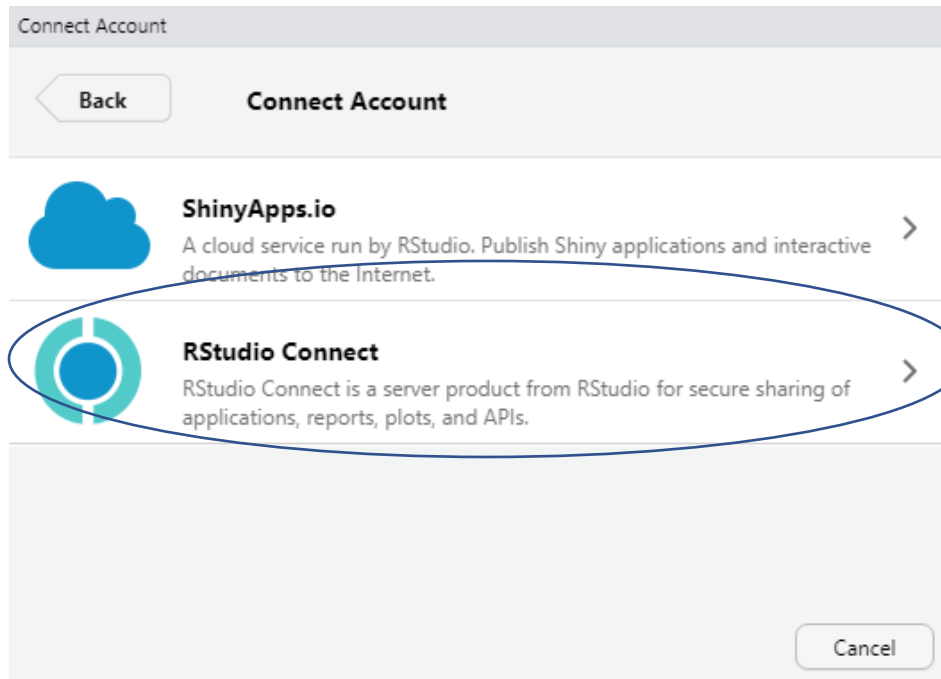 Connect Account
Back
Connect Account
ShinyApps.io
A cloud service run by RStudio. Publish Shiny applications and interactive
documents to the Internet.
RStudio Connect
RStudio Connect is a server product from RStudio for secure sharing of
applications, reports, plots, and APIs.
Cancel